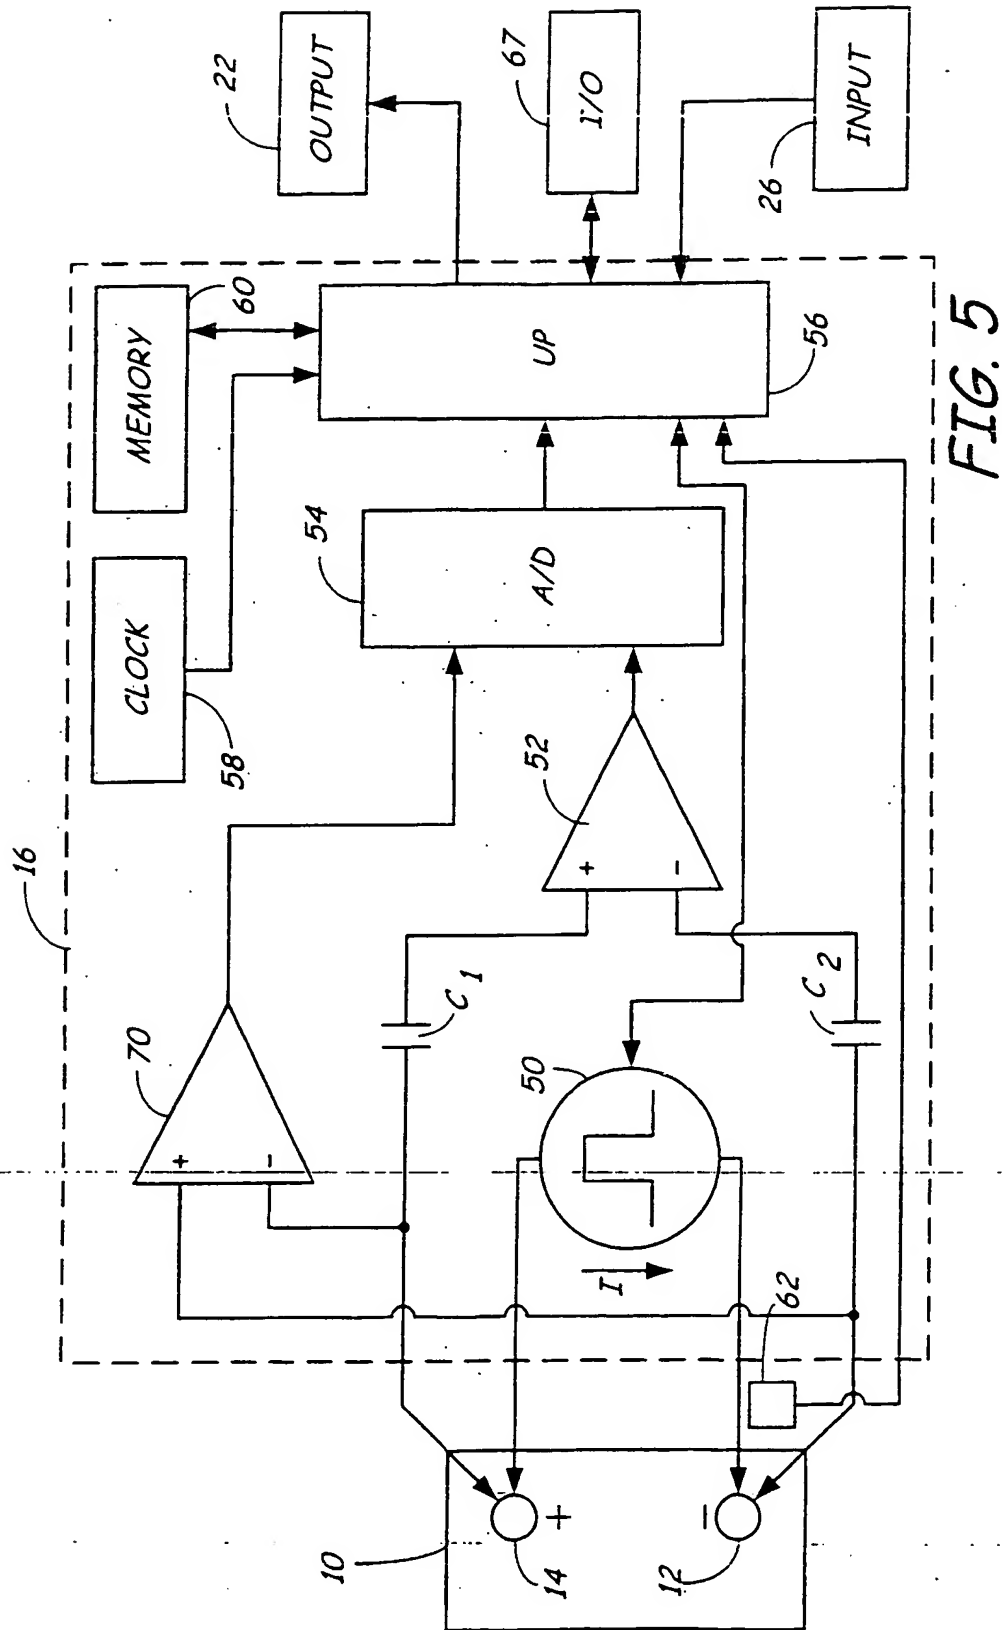 16
70
CLOCK
58
MEMORY
60
22
OUTPUT
+
−
C1
54
A/D
UP
67
I/O
50
I
52
+
−
56
26
INPUT
10
14
+
−
12
62
C2
FIG. 5